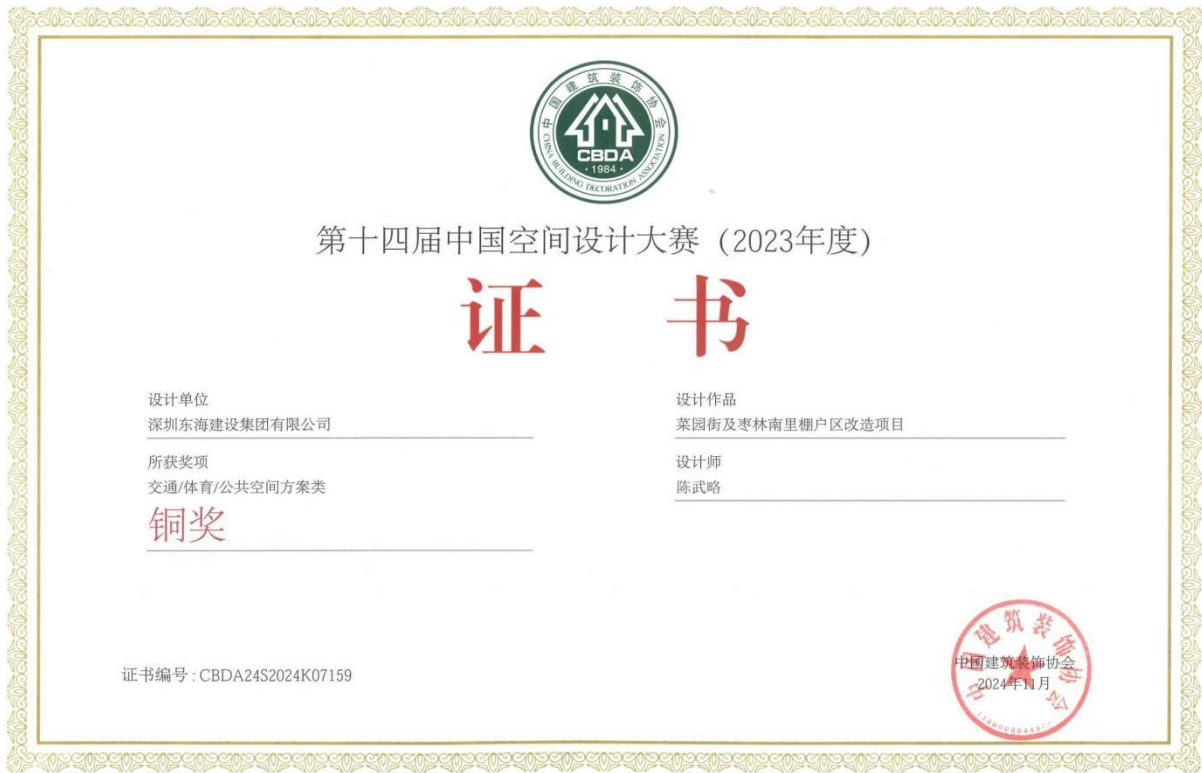 中国建筑装饰协会
CBDA
·1984·
CHINA BUILDING DECORATION ASSOCIATION
第十四届中国空间设计大赛（2023年度）
证 书
设计单位
深圳东海建设集团有限公司
所获奖项
交通/体育/公共空间方案类
铜奖
设计作品
菜园街及枣林南里棚户区改造项目
设计师
陈武略
证书编号：CBDA24S2024K07159
中国建筑装饰协会
中国建筑装饰协会
2024年11月